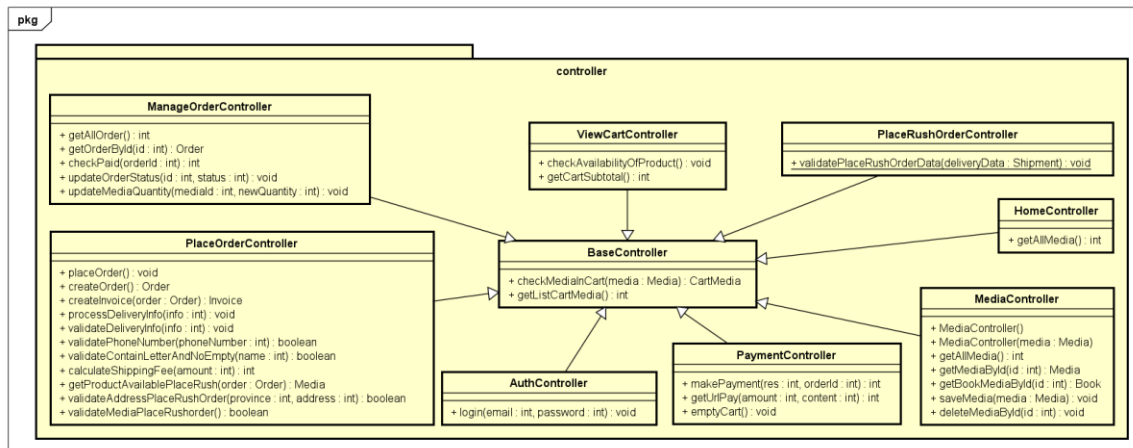 pkg
controller
ManageOrderController
+ getAllOrder() : int
+ getOrderById(id : int) : Order
+ checkPaid(orderId : int) : int
+ updateOrderStatus(id : int, status : int) : void
+ updateMediaQuantity(mediaId : int, newQuantity : int) : void
ViewCartController
+ checkAvailabilityOfProduct() : void
+ getCartSubtotal() : int
PlaceRushOrderController
+ validatePlaceRushOrderData(deliveryData : Shipment) : void
HomeController
+ getAllMedia() : int
PlaceOrderController
+ placeOrder() : void
+ createOrder() : Order
+ createInvoice(order : Order) : Invoice
+ processDeliveryInfo(info : int) : void
+ validateDeliveryInfo(info : int) : void
+ validatePhoneNumber(phoneNumber : int) : boolean
+ validateContainLetterAndNoEmpty(name : int) : boolean
+ calculateShippingFee(amount : int) : int
+ getProductAvailablePlaceRush(order : Order) : Media
+ validateAddressPlaceRushOrder(province : int, address : int) : boolean
+ validateMediaPlaceRushorder() : boolean
BaseController
+ checkMediaInCart(media : Media) : CartMedia
+ getListCartMedia() : int
MediaController
+ MediaController()
+ MediaController(media : Media)
+ getAllMedia() : int
+ getMediaById(id : int) : Media
+ getBookMediaById(id : int) : Book
+ saveMedia(media : Media) : void
+ deleteMediaById(id : int) : void
AuthController
+ login(email : int, password : int) : void
PaymentController
+ makePayment(res : int, orderId : int) : int
+ getUrlPay(amount : int, content : int) : int
+ emptyCart() : void